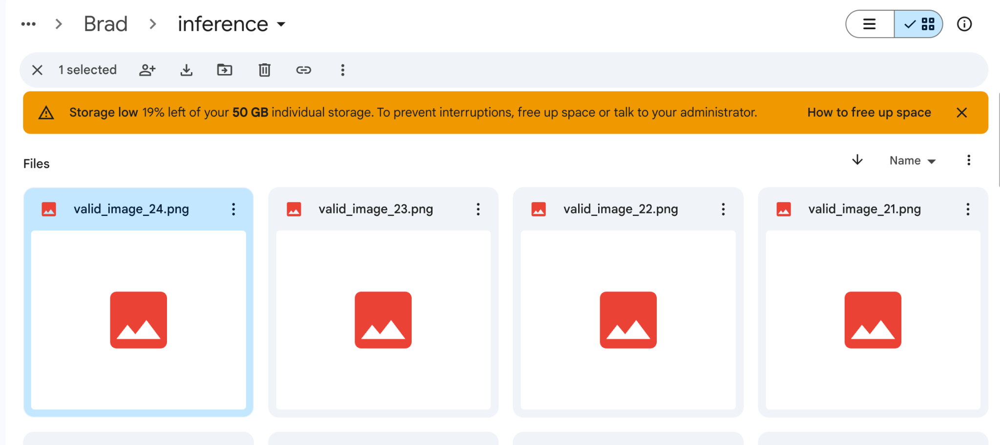 Brad
inference
1 selected
Storage low 19% left of your 50 GB individual storage. To prevent interruptions, free up space or talk to your administrator.
How to free up space
Files
Name
valid_image_24.png
valid_image_23.png
valid_image_22.png
valid_image_21.png